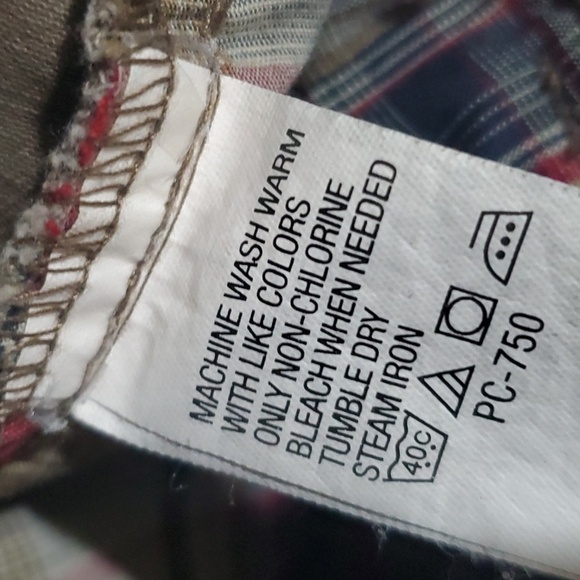 MACHINE WASH WARM
WITH LIKE COLORS
ONLY NON-CHLORINE
BLEACH WHEN NEEDED
TUMBLE DRY
STEAM IRON
40C
PC-750